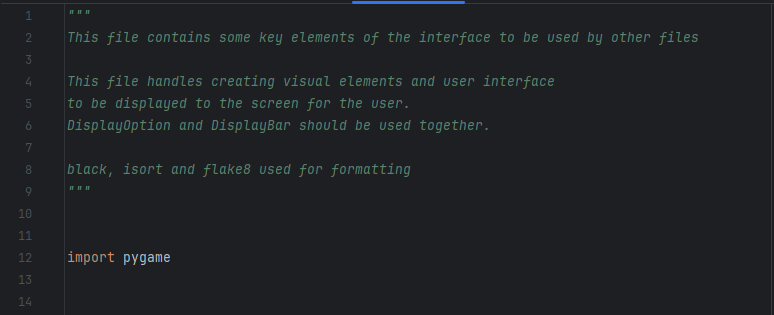 1 """
2 This file contains some key elements of the interface to be used by other files
3
4 This file handles creating visual elements and user interface
5 to be displayed to the screen for the user.
6 DisplayOption and DisplayBar should be used together.
7
8 black, isort and flake8 used for formatting
9 """
10
11
12 import pygame
13
14